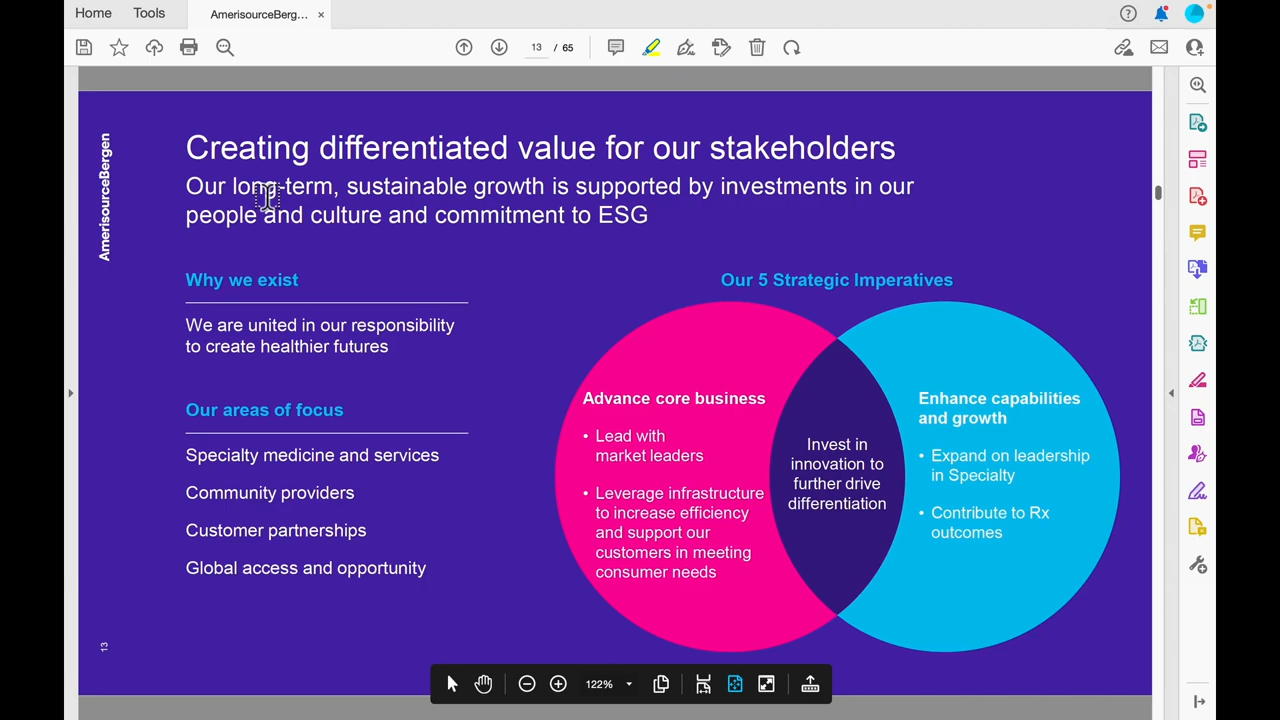 Home
Tools
AmerisourceBerg...
13 / 65
AmerisourceBergen
Creating differentiated value for our stakeholders
Our long-term, sustainable growth is supported by investments in our
people and culture and commitment to ESG
Why we exist
We are united in our responsibility
to create healthier futures
Our areas of focus
Specialty medicine and services
Community providers
Customer partnerships
Global access and opportunity
Our 5 Strategic Imperatives
Advance core business
• Lead with
market leaders
• Leverage infrastructure
to increase efficiency
and support our
customers in meeting
consumer needs
Invest in
innovation to
further drive
differentiation
Enhance capabilities
and growth
• Expand on leadership
in Specialty
• Contribute to Rx
outcomes
13
122%